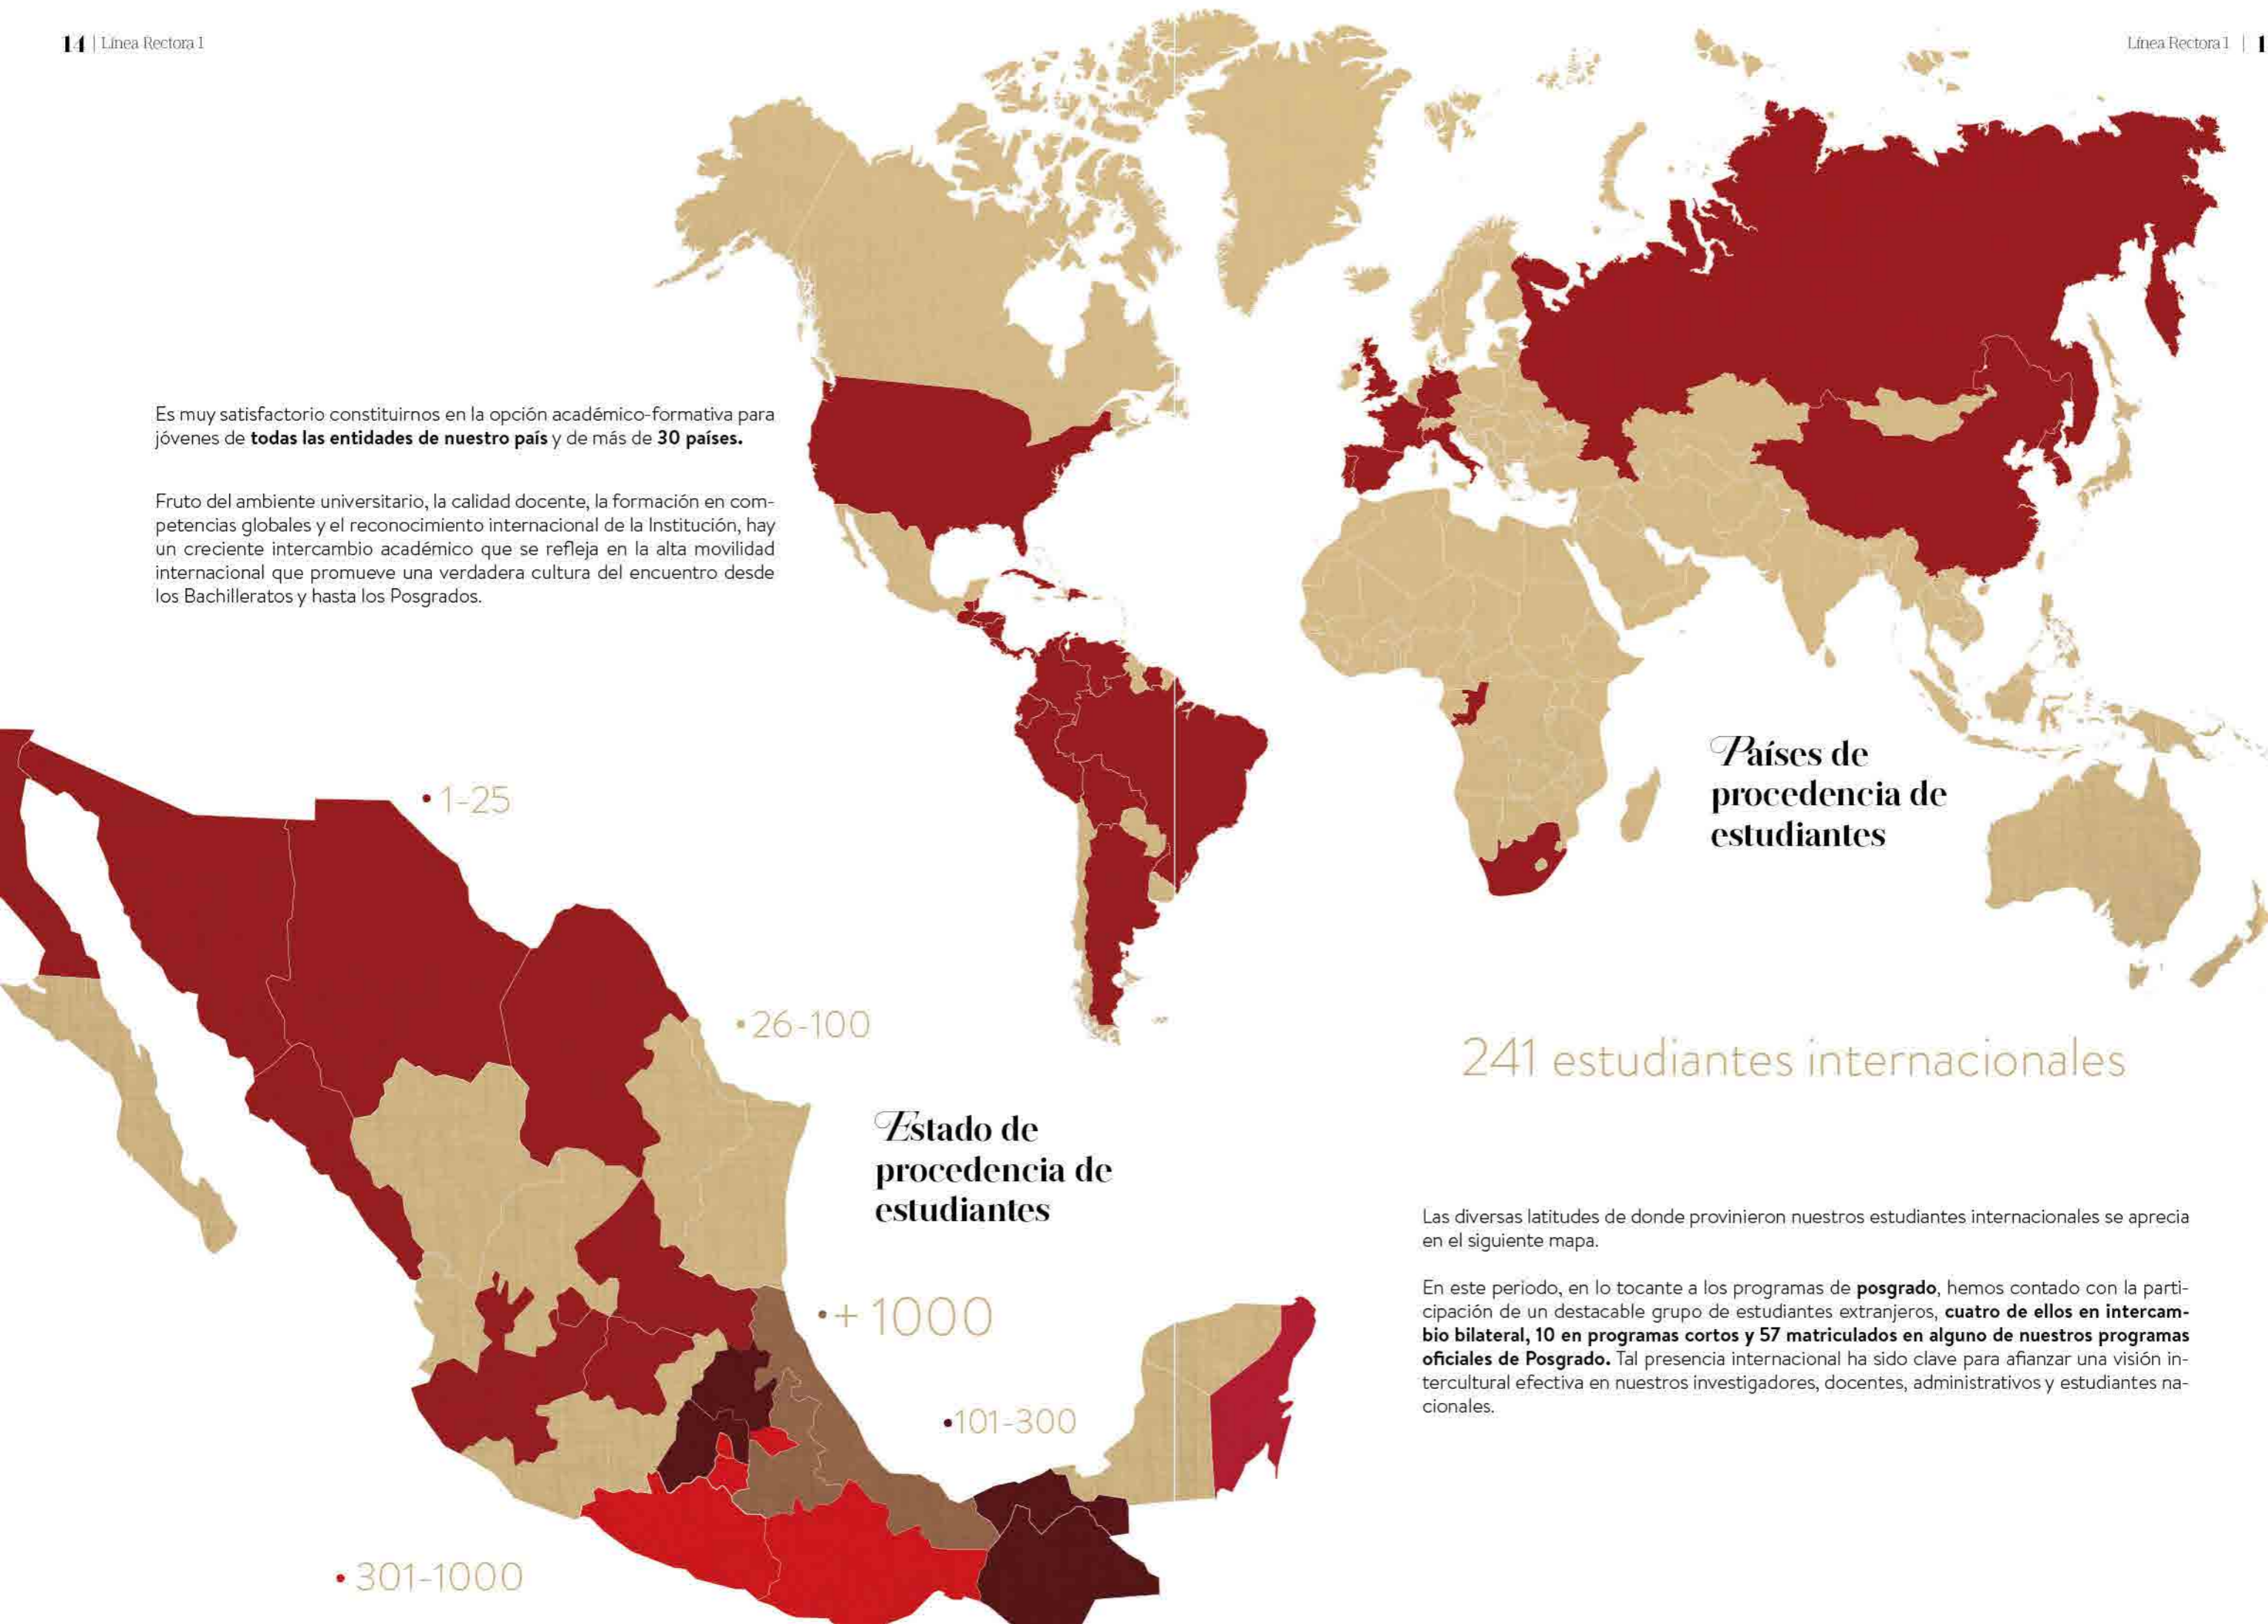 14 | Línea Rectora 1
Línea Rectora 1 | 1
Es muy satisfactorio constituirnos en la opción académico-formativa para
jóvenes de todas las entidades de nuestro país y de más de 30 países.
Fruto del ambiente universitario, la calidad docente, la formación en com-
petencias globales y el reconocimiento internacional de la Institución, hay
un creciente intercambio académico que se refleja en la alta movilidad
internacional que promueve una verdadera cultura del encuentro desde
los Bachilleratos y hasta los Posgrados.
Países de
procedencia de
estudiantes
• 1-25
• 26-100
241 estudiantes internacionales
Estado de
procedencia de
estudiantes
• + 1000
• 101-300
• 301-1000
Las diversas latitudes de donde provinieron nuestros estudiantes internacionales se aprecia
en el siguiente mapa.
En este periodo, en lo tocante a los programas de posgrado, hemos contado con la parti-
cipación de un destacable grupo de estudiantes extranjeros, cuatro de ellos en intercam-
bio bilateral, 10 en programas cortos y 57 matriculados en alguno de nuestros programas
oficiales de Posgrado. Tal presencia internacional ha sido clave para afianzar una visión in-
tercultural efectiva en nuestros investigadores, docentes, administrativos y estudiantes na-
cionales.